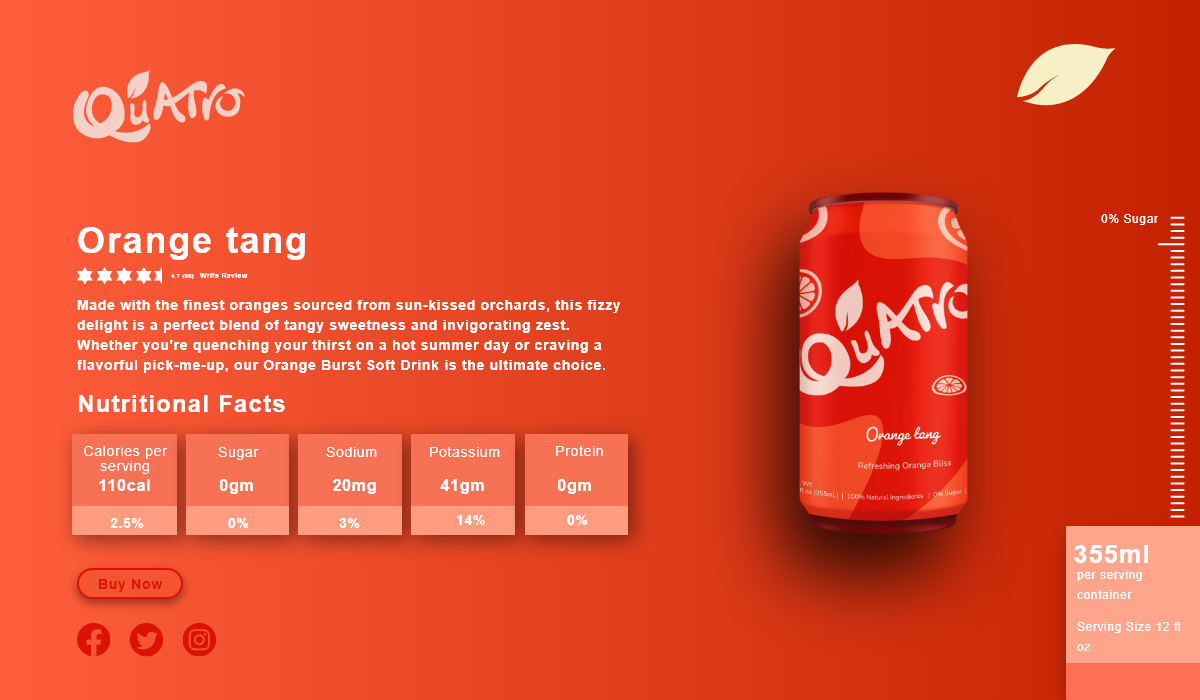 QuAtro
Orange tang
4.7 (96) Write Review
Made with the finest oranges sourced from sun-kissed orchards, this fizzy
delight is a perfect blend of tangy sweetness and invigorating zest.
Whether you're quenching your thirst on a hot summer day or craving a
flavorful pick-me-up, our Orange Burst Soft Drink is the ultimate choice.
Nutritional Facts
Calories per
serving
110cal
2.5%
Sugar
0gm
0%
Sodium
20mg
3%
Potassium
41gm
14%
Protein
0gm
0%
Buy Now
QuAtro
Orange tang
Refreshing Orange Bliss
Wt:
fl oz (355mL) | 100% Natural Ingredients | 0% Sugar |
0% Sugar
355ml
per serving
container
Serving Size 12 fl
oz